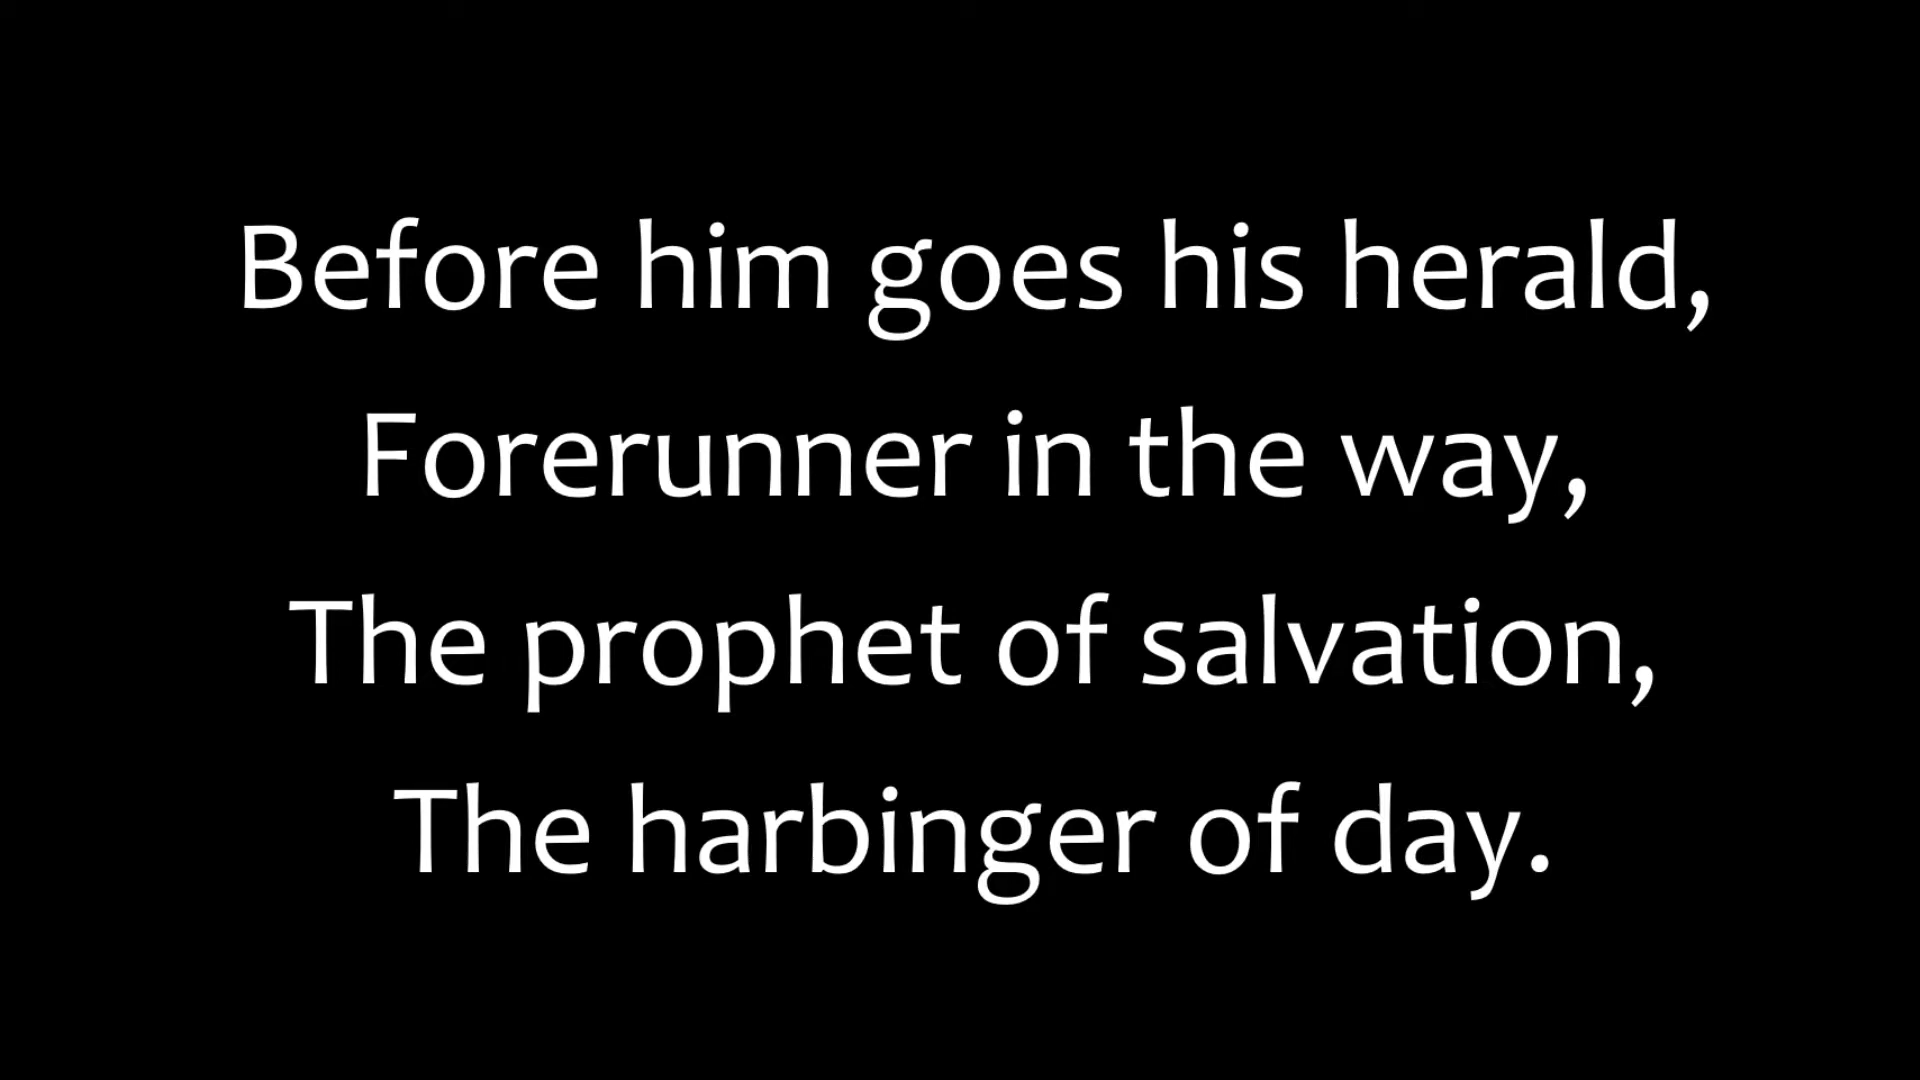 Before him goes his herald,
Forerunner in the way,
The prophet of salvation,
The harbinger of day.